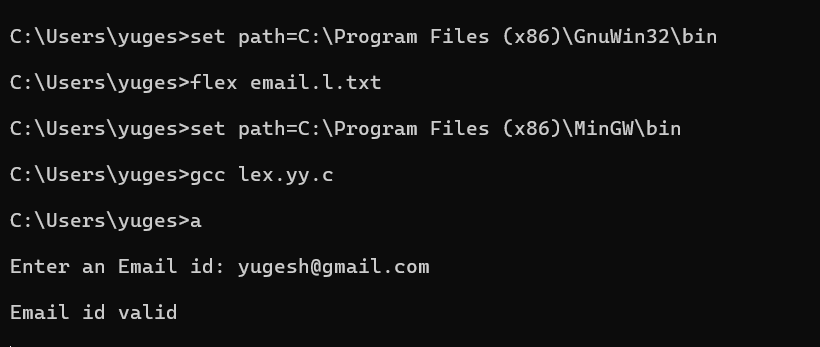 C:\Users\yuges>set path=C:\Program Files (x86)\GnuWin32\bin
C:\Users\yuges>flex email.l.txt
C:\Users\yuges>set path=C:\Program Files (x86)\MinGW\bin
C:\Users\yuges>gcc lex.yy.c
C:\Users\yuges>a
Enter an Email id: yugesh@gmail.com
Email id valid